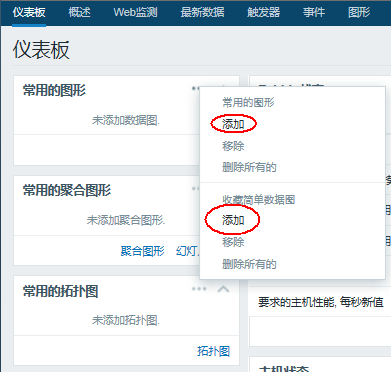 仪表板 概述 Web监测 最新数据 触发器 事件 图形
仪表板
常用的图形
未添加数据图.
常用的图形
添加
移除
删除所有的
收藏简单数据图
添加
移除
删除所有的
常用的聚合图形
未添加聚合图形.
聚合图形 幻灯
常用的拓扑图
未添加拓扑图.
拓扑图
要求的主机性能, 每秒新值
主机状态